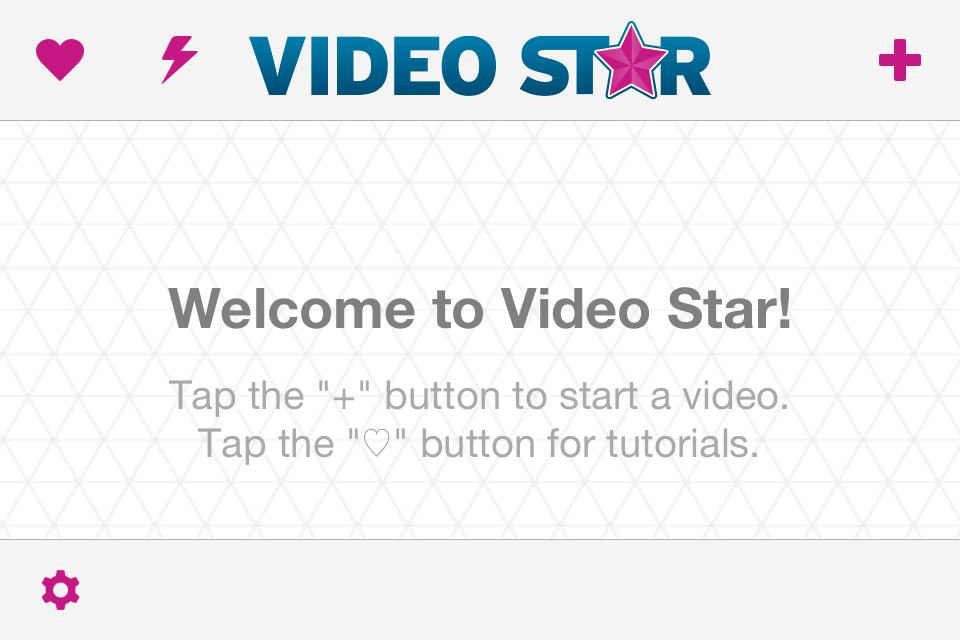 VIDEO STAR
Welcome to Video Star!
Tap the "+" button to start a video.
Tap the "♡" button for tutorials.